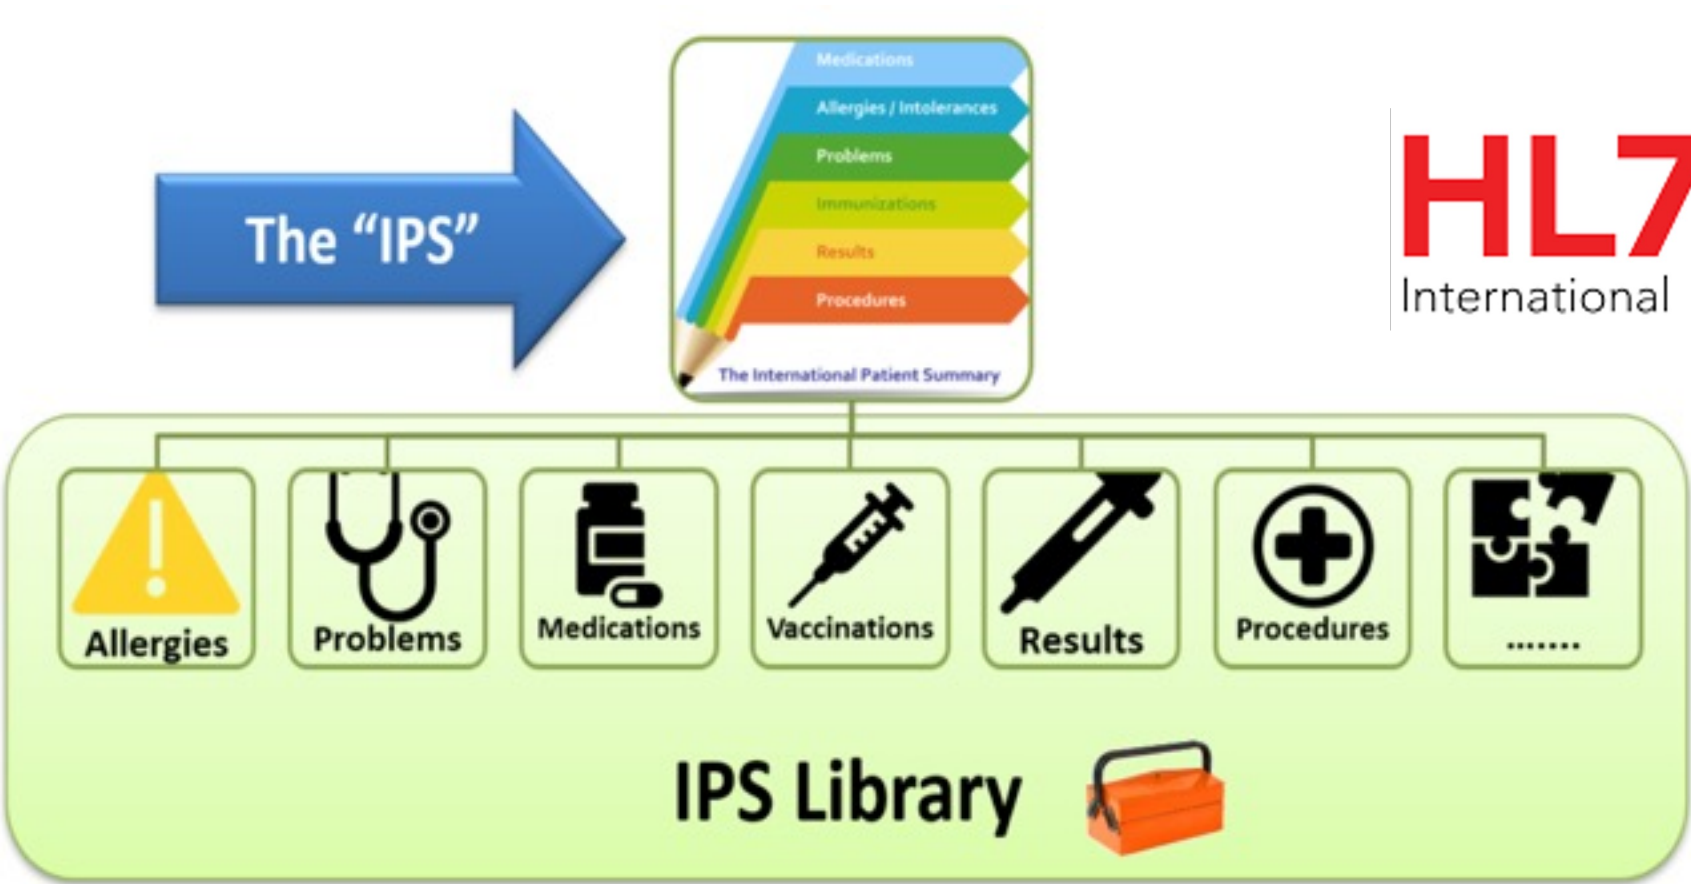 The “IPS”
Medications
Allergies / Intolerances
Problems
Immunizations
Results
Procedures
The International Patient Summary
HL7
International
Allergies
Problems
Medications
Vaccinations
Results
Procedures
.......
IPS Library